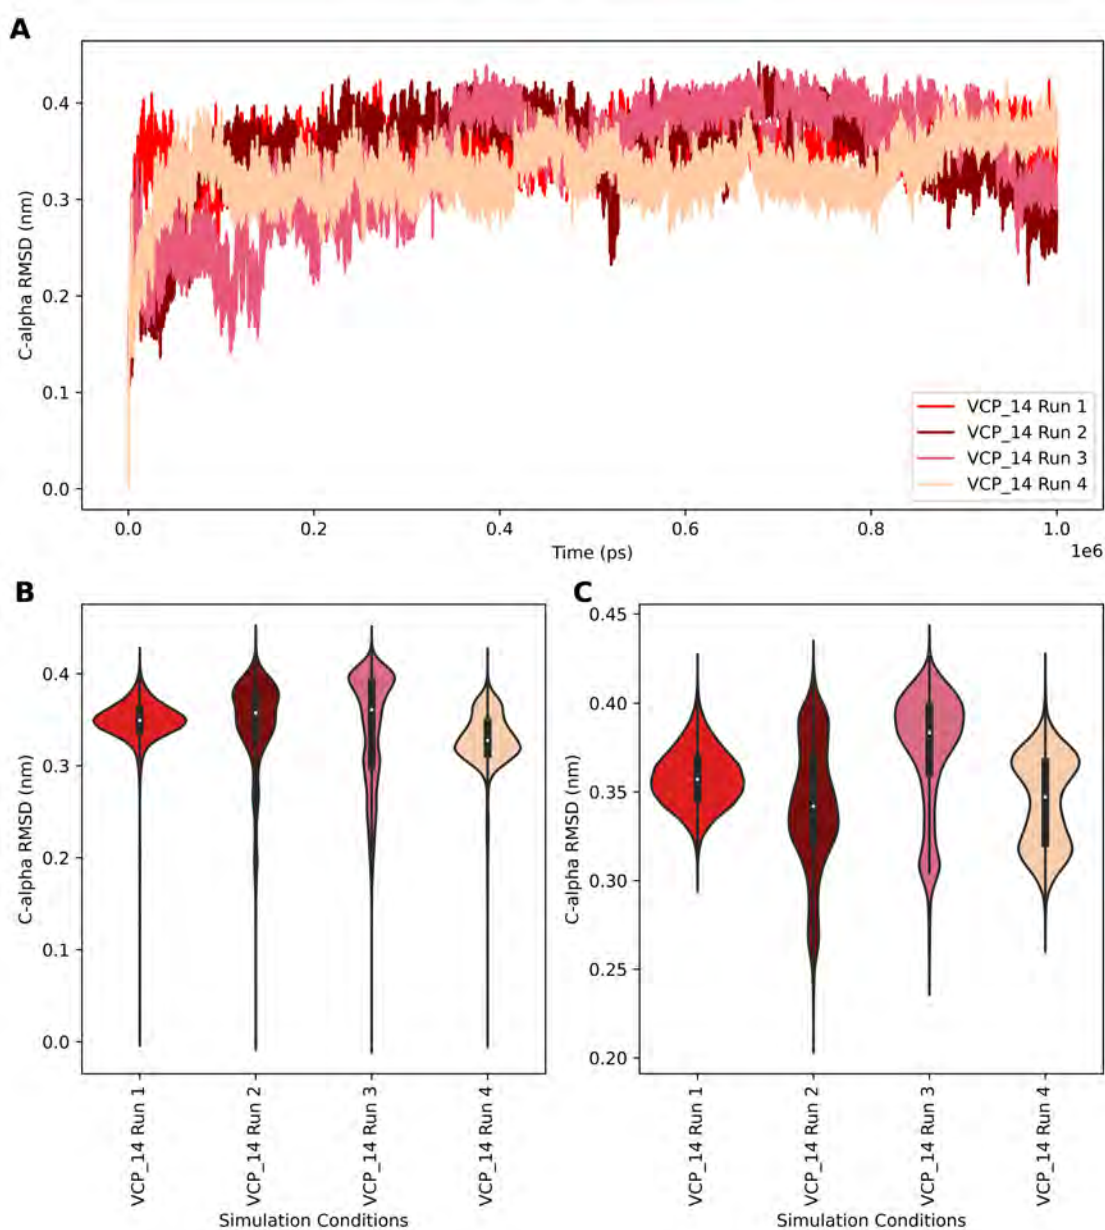 A
C-alpha RMSD (nm)
0.4
0.3
0.2
0.1
0.0
VCP_14 Run 1
VCP_14 Run 2
VCP_14 Run 3
VCP_14 Run 4
0.0 0.2 0.4 0.6 0.8 1.0
1e6
Time (ps)
B
C-alpha RMSD (nm)
0.4
0.3
0.2
0.1
0.0
VCP_14 Run 1
VCP_14 Run 2
VCP_14 Run 3
VCP_14 Run 4
Simulation Conditions
C
C-alpha RMSD (nm)
0.45
0.40
0.35
0.30
0.25
0.20
VCP_14 Run 1
VCP_14 Run 2
VCP_14 Run 3
VCP_14 Run 4
Simulation Conditions